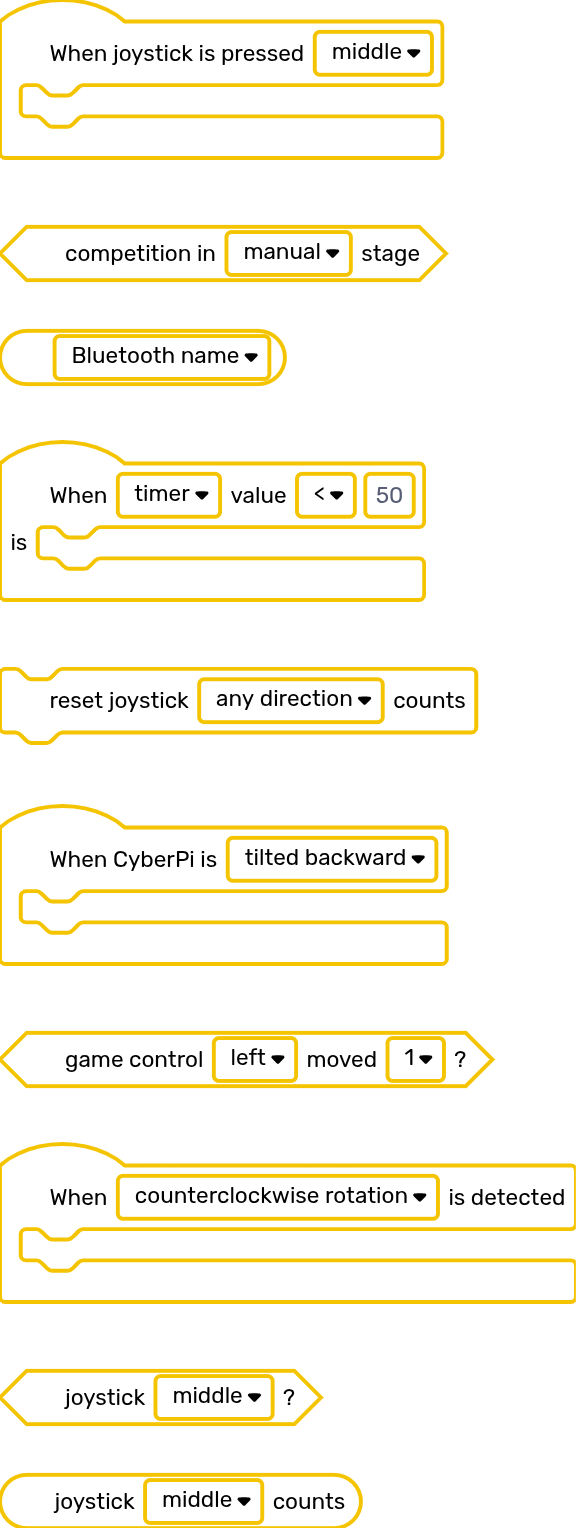 When joystick is pressed middle
competition in manual stage
Bluetooth name
When timer value < 50
is
reset joystick any direction counts
When CyberPi is tilted backward
game control left moved 1 ?
When counterclockwise rotation is detected
joystick middle ?
joystick middle counts